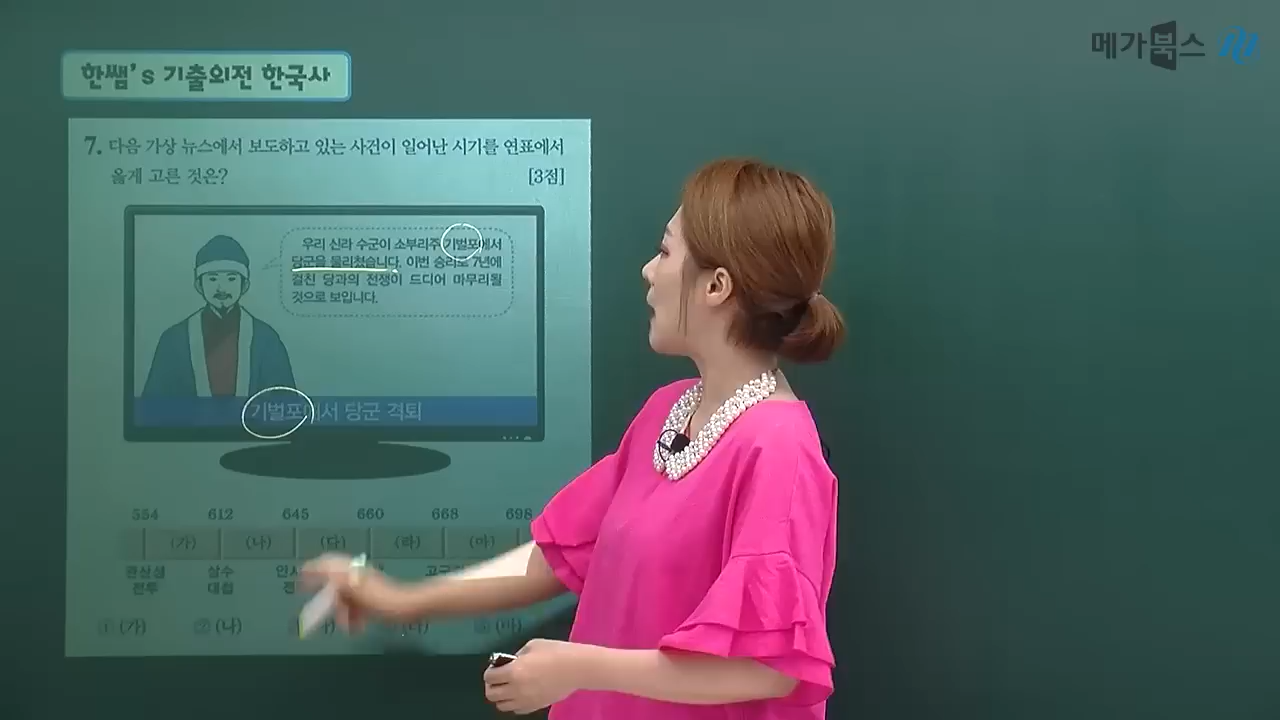 메가북스
한쌤's 기출외전 한국사
7. 다음 가상 뉴스에서 보도하고 있는 사건이 일어난 시기를 연표에서
옳게 고른 것은? [3점]
우리 신라 수군이 소부리주 기벌포에서
당군을 물리쳤습니다. 이번 승리로 7년에
걸친 당과의 전쟁이 드디어 마무리될
것으로 보입니다.
기벌포에서 당군 격퇴
554 612 645 660 668 698
(가) (나) (다) (라) (마)
관산성 살수
전투 대첩
① (가) ② (나) ⑤ (마)